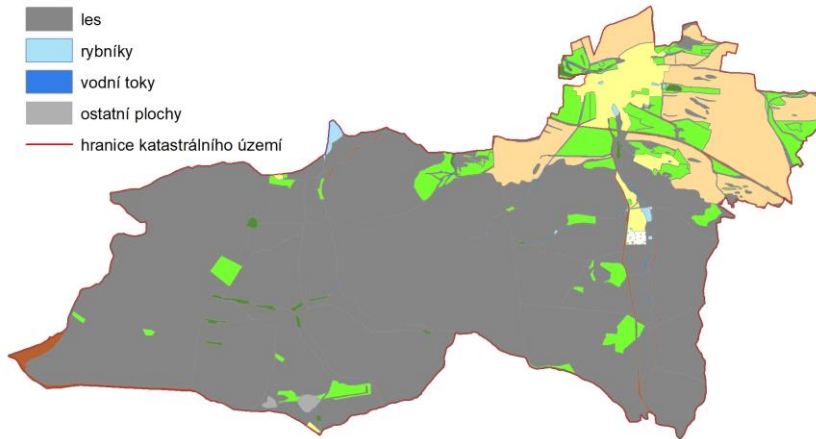 les
rybníky
vodní toky
ostatní plochy
hranice katastrálního území